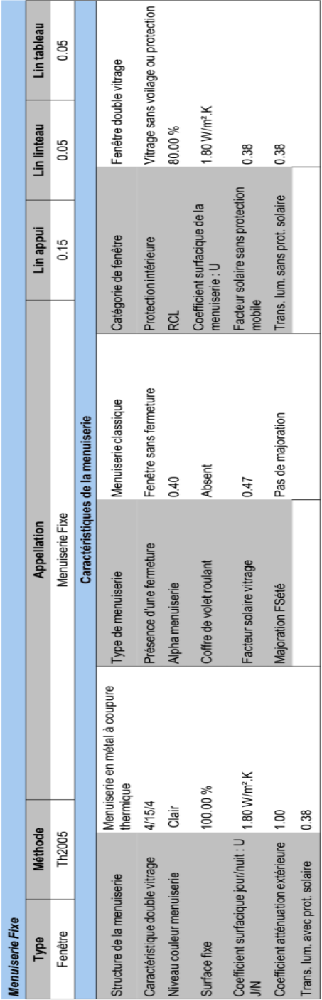 Menuiserie Fixe
Type Méthode Appellation Lin appui Lin linteau Lin tableau
Fenêtre Th2005 Menuiserie Fixe 0.15 0.05 0.05
Caractéristiques de la menuiserie
Structure de la menuiserie Menuiserie en métal à coupure Type de menuiserie Menuiserie classique Catégorie de fenêtre Fenêtre double vitrage
thermique
Caractéristique double vitrage 4/15/4 Présence d'une fermeture Fenêtre sans fermeture Protection intérieure Vitrage sans voilage ou protection
Niveau couleur menuiserie Clair Alpha menuiserie 0.40 RCL 80.00 %
Surface fixe 100.00 % Coffre de volet roulant Absent Coefficient surfacique de la 1.80 W/m².K
menuiserie : U
Coefficient surfacique jour/nuit : U 1.80 W/m².K Facteur solaire vitrage 0.47 Facteur solaire sans protection 0.38
J/N mobile
Coefficient atténuation extérieure 1.00 Majoration FSété Pas de majoration Trans. lum. sans prot. solaire 0.38
Trans. lum. avec prot. solaire 0.38